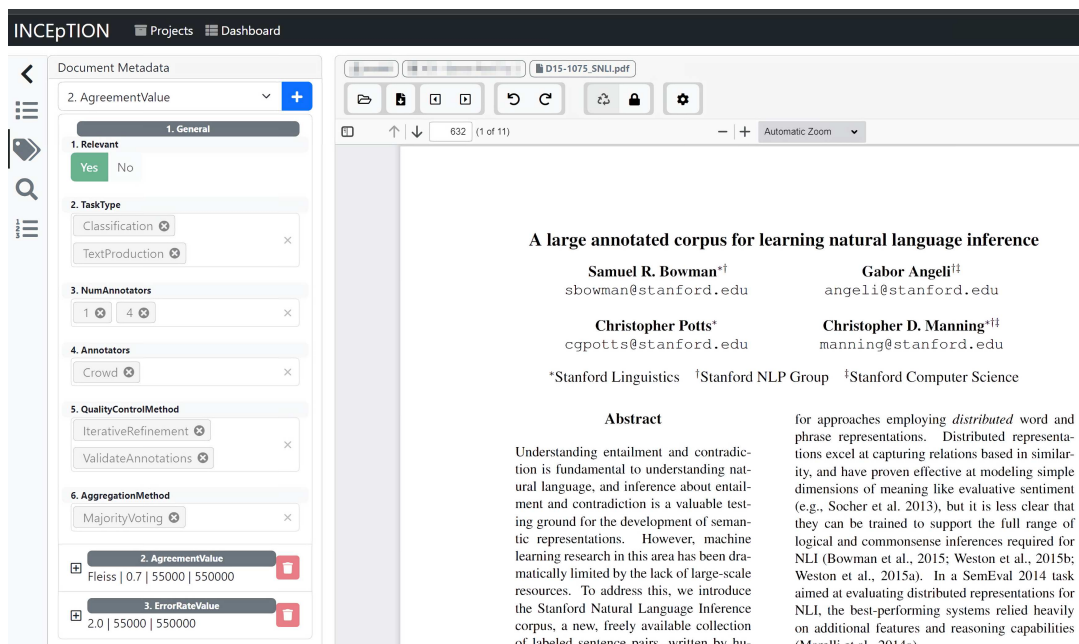 INCEpTION Projects Dashboard
Document Metadata
2. AgreementValue
+
1. General
1. Relevant
Yes No
2. TaskType
Classification
TextProduction
3. NumAnnotators
1 4
4. Annotators
Crowd
5. QualityControlMethod
IterativeRefinement
ValidateAnnotations
6. AggregationMethod
MajorityVoting
2. AgreementValue
Fleiss | 0.7 | 55000 | 550000
3. ErrorRateValue
2.0 | 55000 | 550000
D15-1075_SNLI.pdf
632 (1 of 11) Automatic Zoom
A large annotated corpus for learning natural language inference
Samuel R. Bowman*†
sbowman@stanford.edu
Gabor Angeli†‡
angeli@stanford.edu
Christopher Potts*
cgpotts@stanford.edu
Christopher D. Manning*†‡
manning@stanford.edu
*Stanford Linguistics †Stanford NLP Group ‡Stanford Computer Science
Abstract
Understanding entailment and contradic-
tion is fundamental to understanding nat-
ural language, and inference about entail-
ment and contradiction is a valuable test-
ing ground for the development of seman-
tic representations. However, machine
learning research in this area has been dra-
matically limited by the lack of large-scale
resources. To address this, we introduce
the Stanford Natural Language Inference
corpus, a new, freely available collection
of labeled sentence pairs, written by hu-
for approaches employing distributed word and
phrase representations. Distributed representa-
tions excel at capturing relations based in similar-
ity, and have proven effective at modeling simple
dimensions of meaning like evaluative sentiment
(e.g., Socher et al. 2013), but it is less clear that
they can be trained to support the full range of
logical and commonsense inferences required for
NLI (Bowman et al., 2015; Weston et al., 2015b;
Weston et al., 2015a). In a SemEval 2014 task
aimed at evaluating distributed representations for
NLI, the best-performing systems relied heavily
on additional features and reasoning capabilities